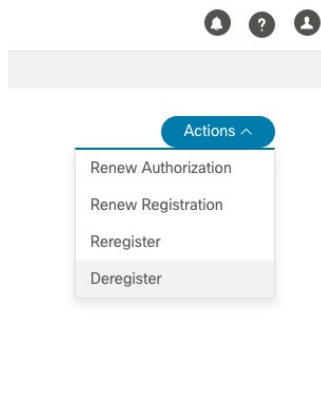 ?
Actions
Renew Authorization
Renew Registration
Reregister
Deregister